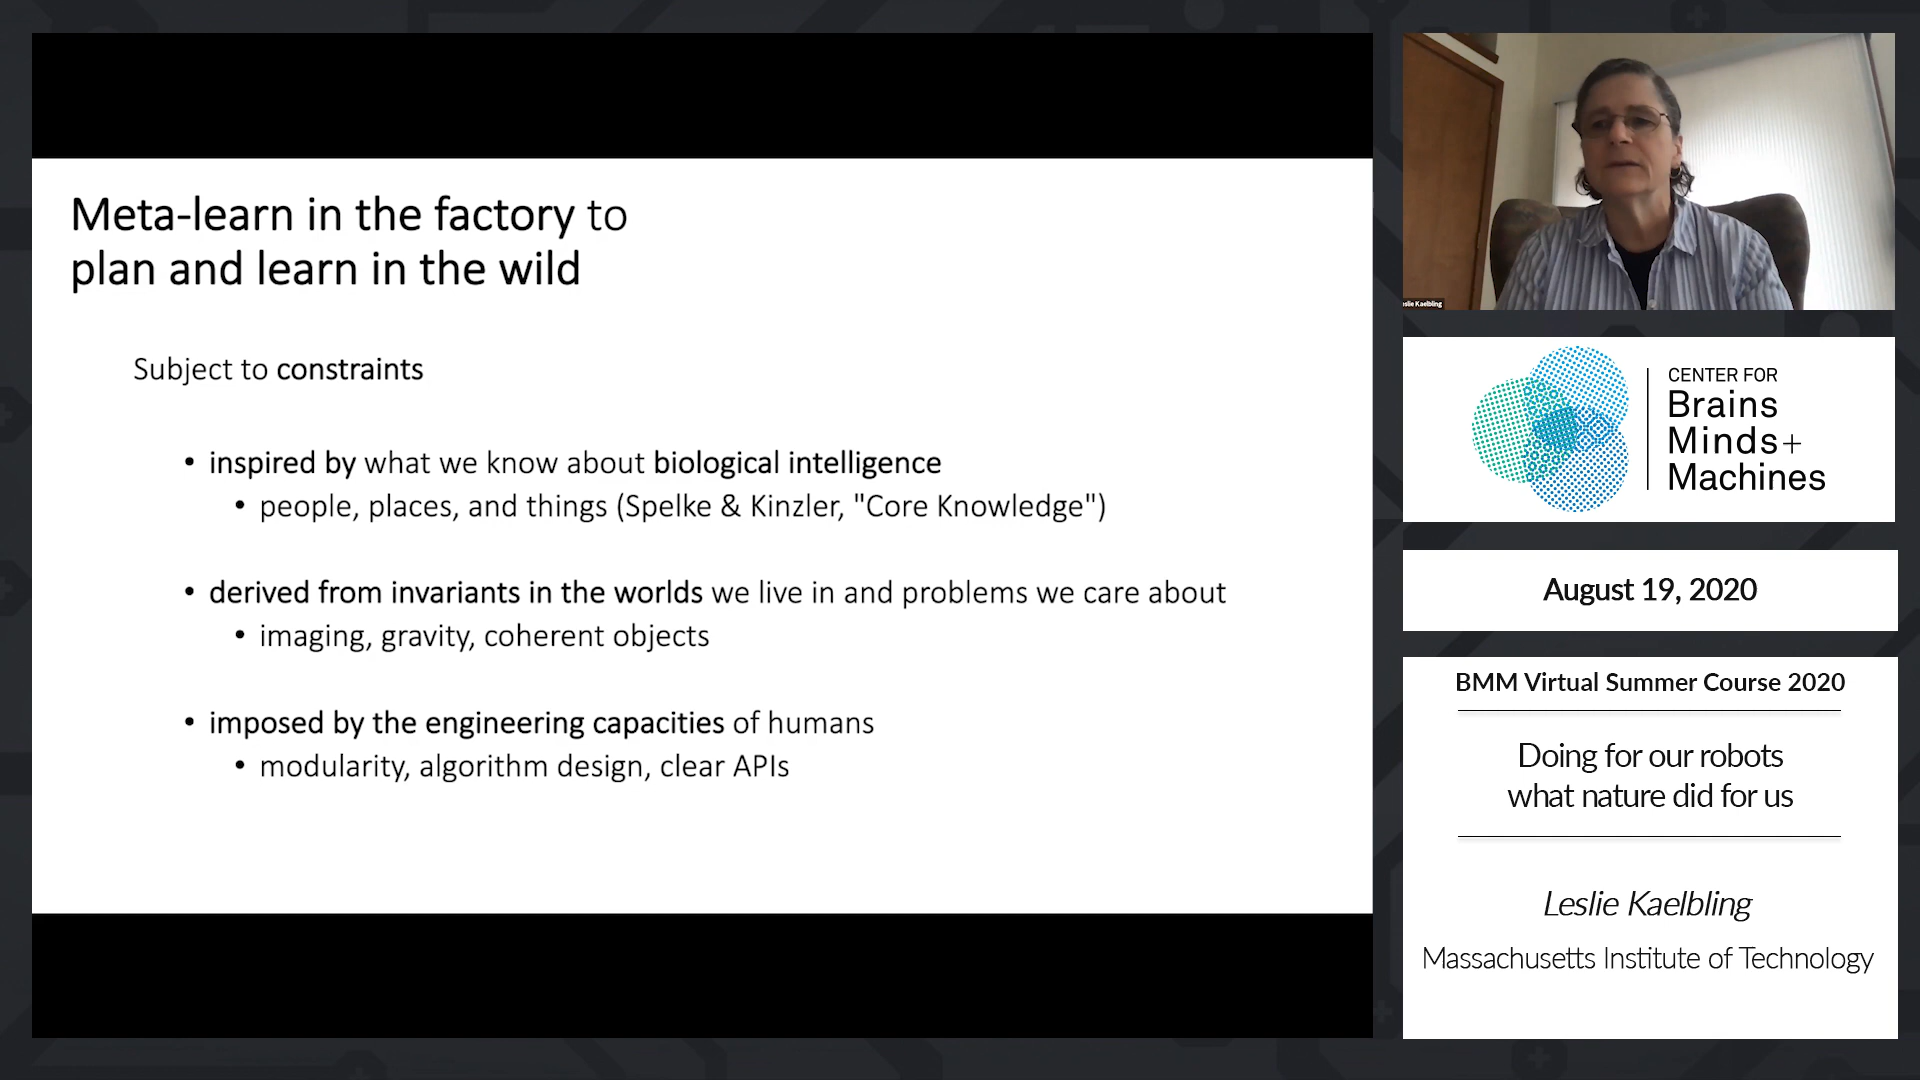 Meta-learn in the factory to
plan and learn in the wild
Subject to constraints
• inspired by what we know about biological intelligence
• people, places, and things (Spelke & Kinzler, "Core Knowledge")
• derived from invariants in the worlds we live in and problems we care about
• imaging, gravity, coherent objects
• imposed by the engineering capacities of humans
• modularity, algorithm design, clear APIs
eslie Kaelbling
CENTER FOR
Brains
Minds+
Machines
August 19, 2020
BMM Virtual Summer Course 2020
Doing for our robots
what nature did for us
Leslie Kaelbling
Massachusetts Institute of Technology